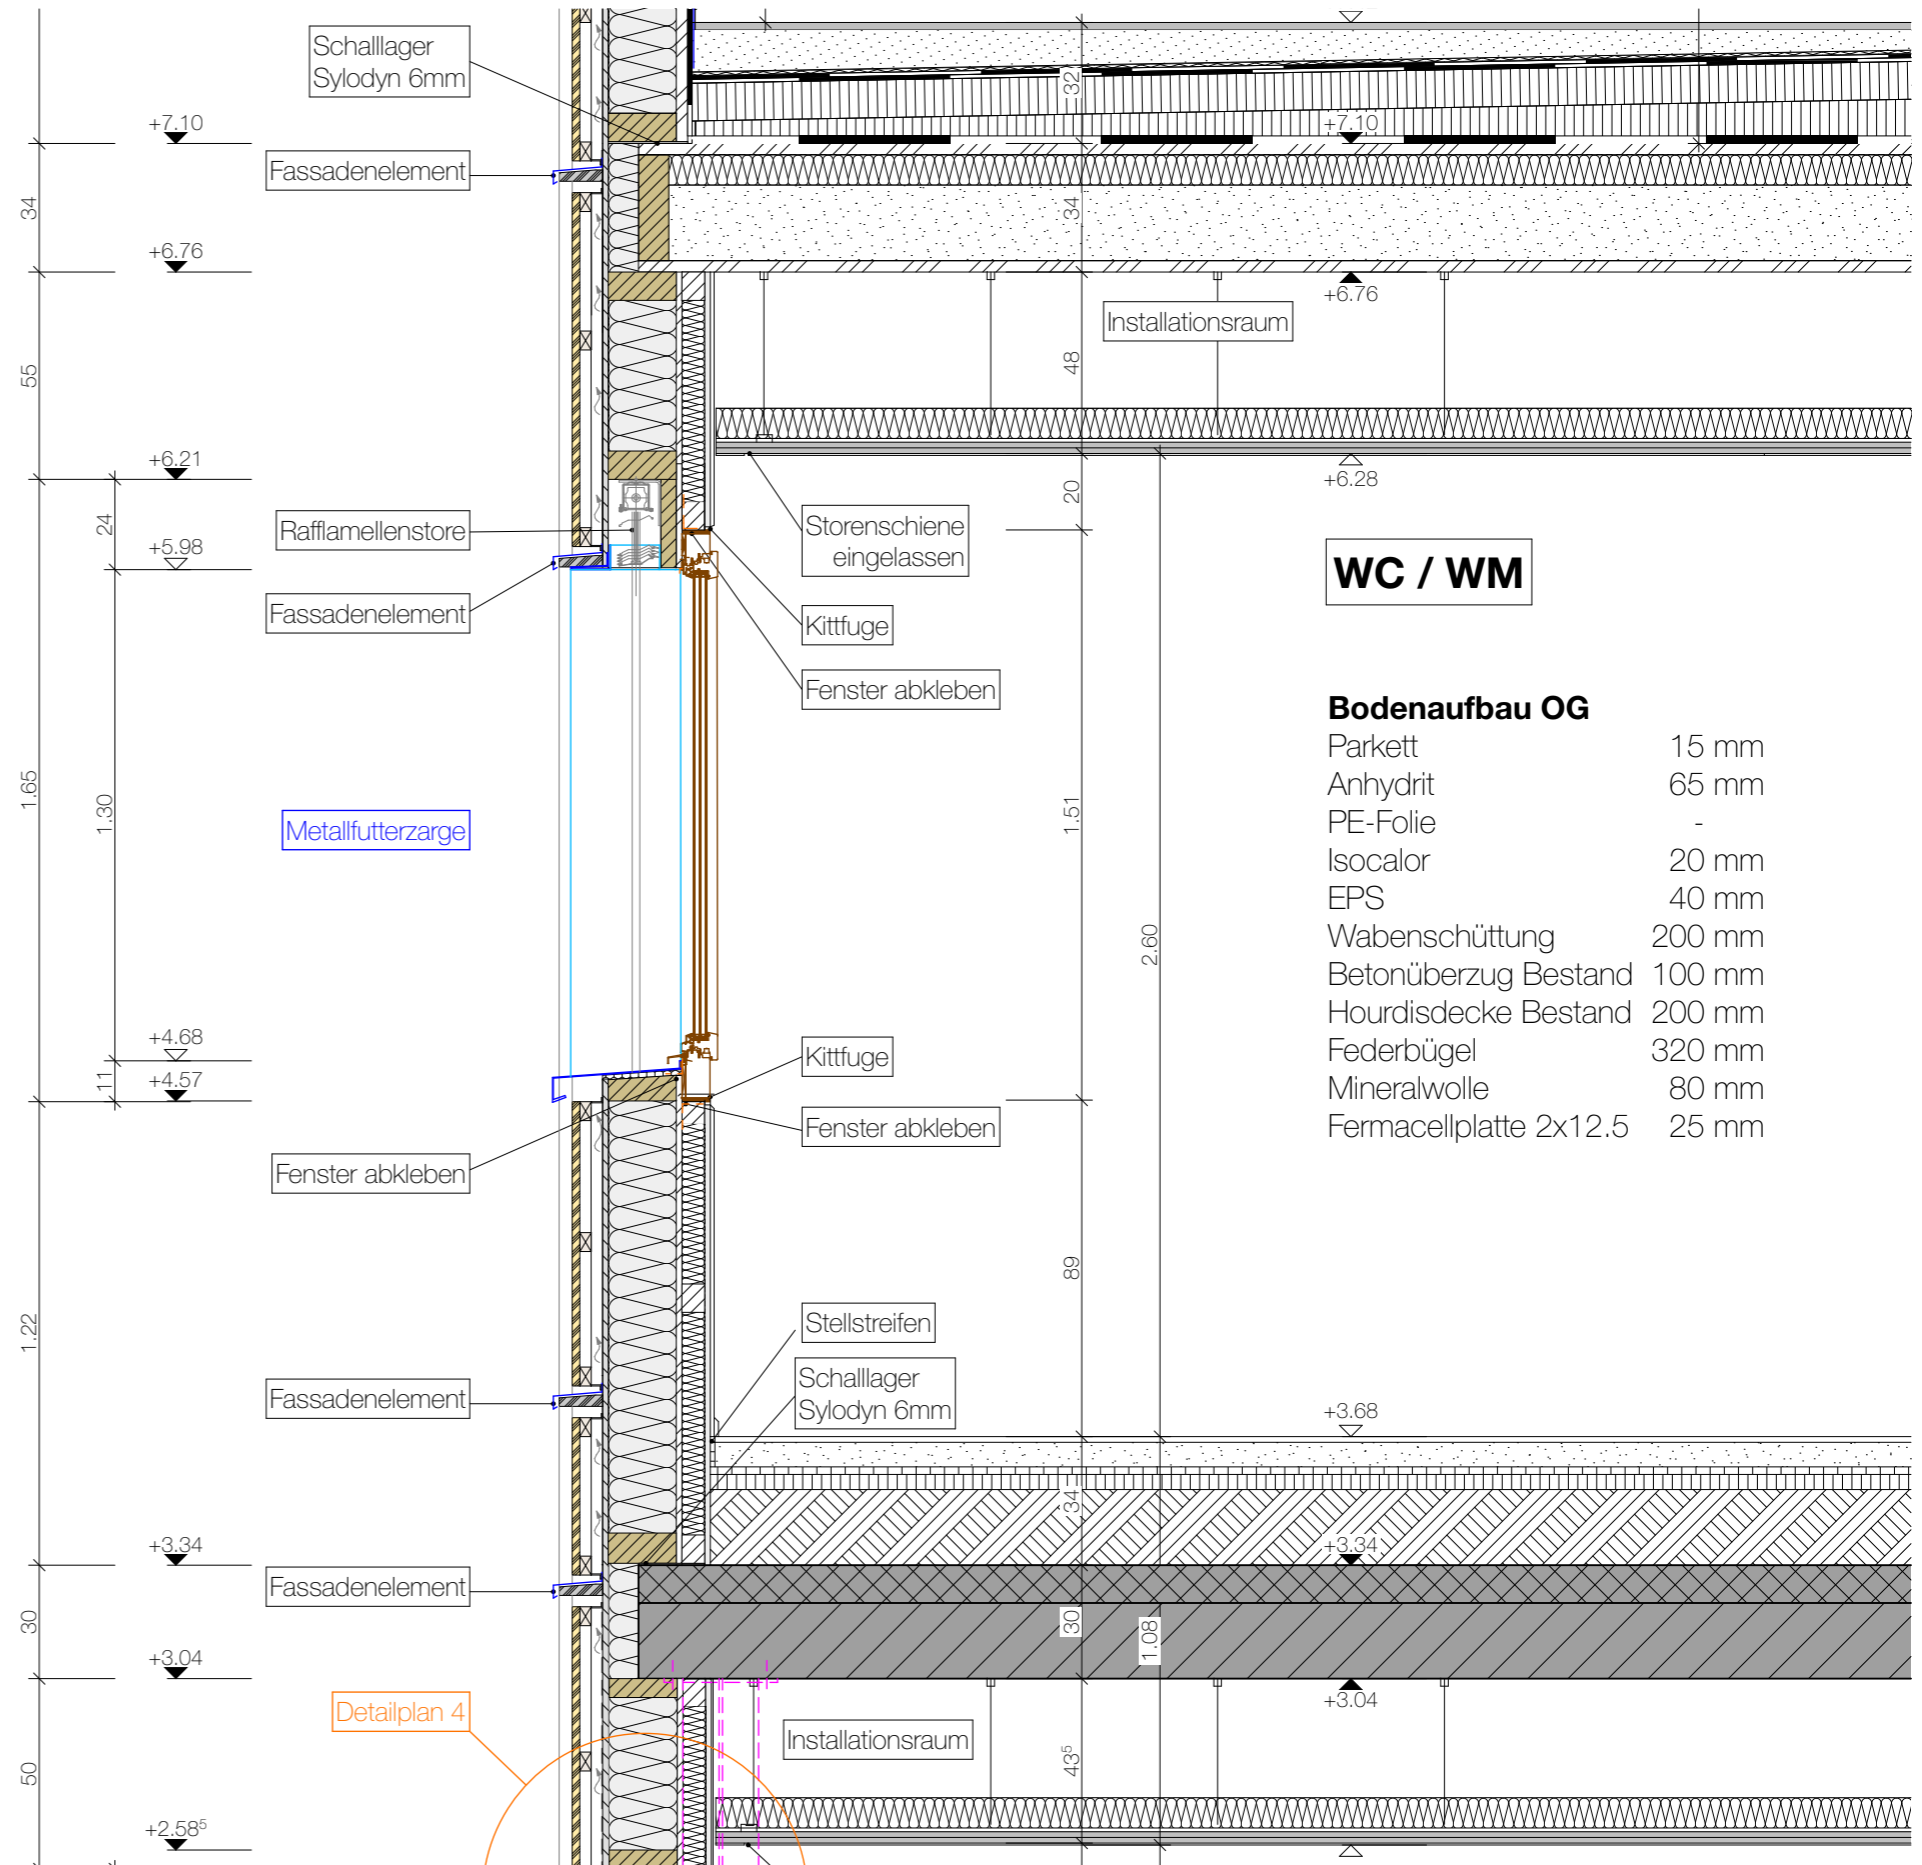 Schalllager
Sylodyn 6mm
32
+7.10
+7.10
Fassadenelement
34
34
+6.76
+6.76
Installationsraum
55
48
+6.21
+6.28
24
20
Rafflamellenstore
Storenschiene
eingelassen
+5.98
WC / WM
Fassadenelement
Kittfuge
Fenster abkleben
Bodenaufbau OG
Parkett 15 mm
Anhydrit 65 mm
PE-Folie -
Isocalor 20 mm
EPS 40 mm
Wabenschüttung 200 mm
Betonüberzug Bestand 100 mm
Hourdisdecke Bestand 200 mm
Federbügel 320 mm
Mineralwolle 80 mm
Fermacellplatte 2x12.5 25 mm
1.65
1.30
1.51
Metallfutterzarge
2.60
+4.68
Kittfuge
11
+4.57
Fenster abkleben
Fenster abkleben
89
1.22
Stellstreifen
Schalllager
Sylodyn 6mm
Fassadenelement
+3.68
34
+3.34
+3.34
Fassadenelement
30
30
1.08
+3.04
+3.04
Detailplan 4
Installationsraum
50
43⁵
+2.58⁵